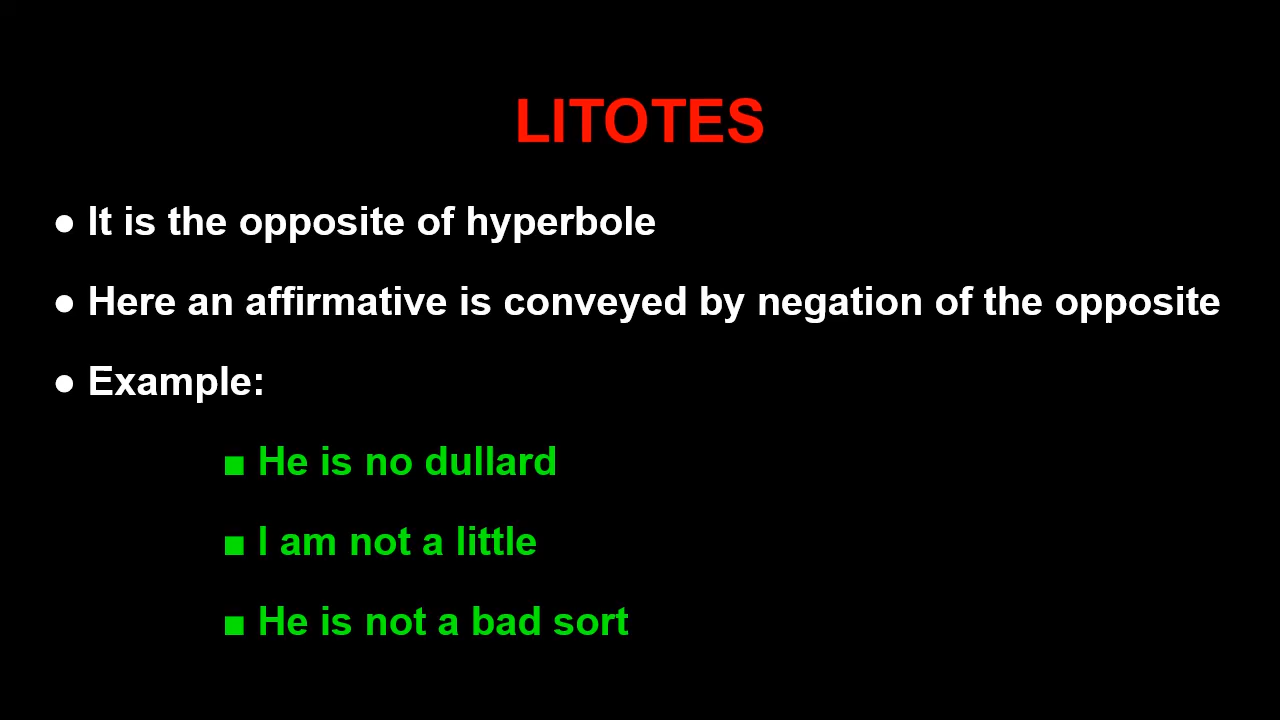 LITOTES
● It is the opposite of hyperbole
● Here an affirmative is conveyed by negation of the opposite
● Example:
■ He is no dullard
■ I am not a little
■ He is not a bad sort